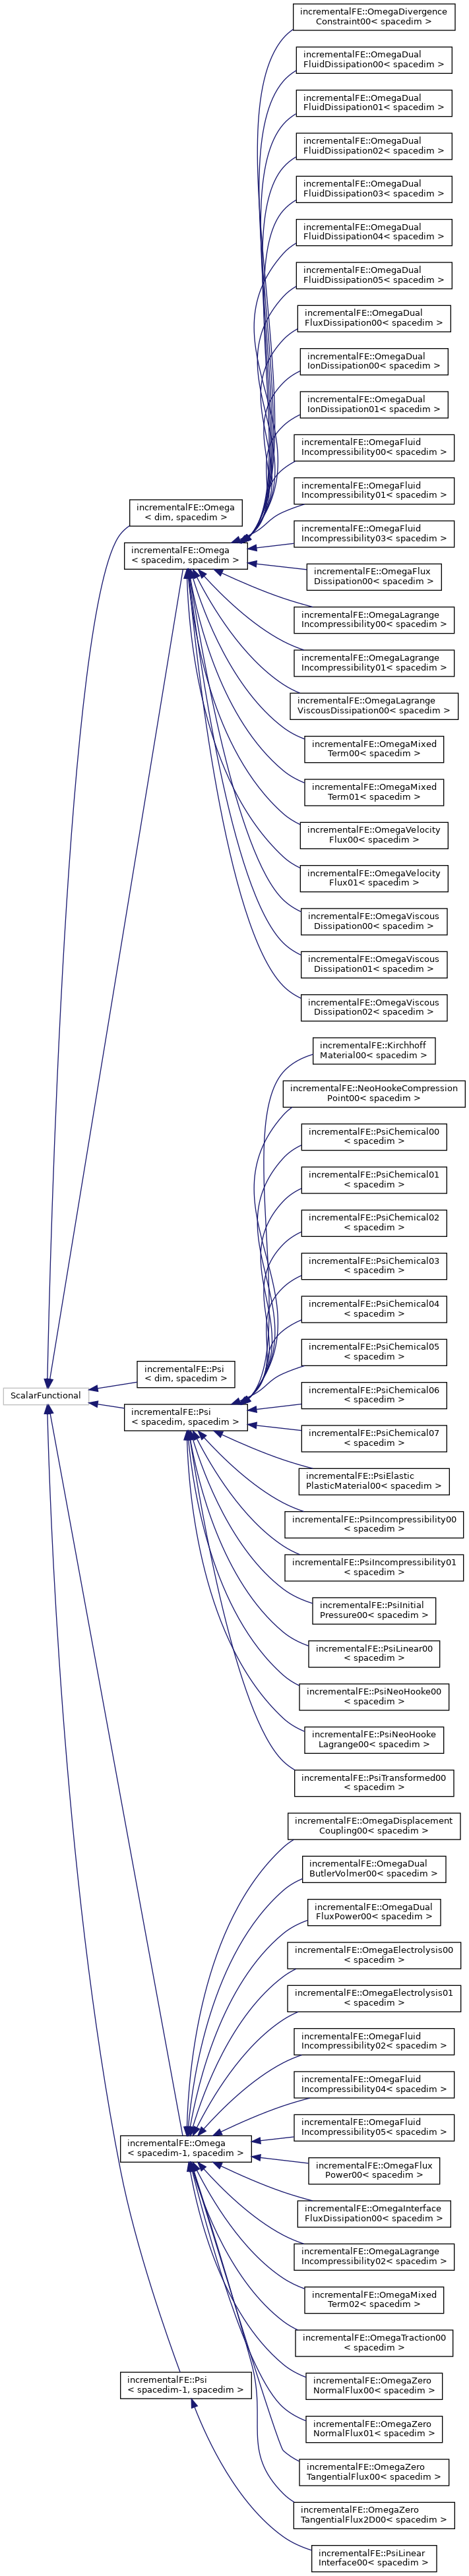 incrementalFE::OmegaDivergence
Constraint00< spacedim >
incrementalFE::OmegaDual
FluidDissipation00< spacedim >
incrementalFE::OmegaDual
FluidDissipation01< spacedim >
incrementalFE::OmegaDual
FluidDissipation02< spacedim >
incrementalFE::OmegaDual
FluidDissipation03< spacedim >
incrementalFE::OmegaDual
FluidDissipation04< spacedim >
incrementalFE::OmegaDual
FluidDissipation05< spacedim >
incrementalFE::OmegaDual
FluxDissipation00< spacedim >
incrementalFE::OmegaDual
IonDissipation00< spacedim >
incrementalFE::OmegaDual
IonDissipation01< spacedim >
incrementalFE::OmegaFluid
Incompressibility00< spacedim >
incrementalFE::OmegaFluid
Incompressibility01< spacedim >
incrementalFE::Omega
< dim, spacedim >
incrementalFE::OmegaFluid
Incompressibility03< spacedim >
incrementalFE::Omega
< spacedim, spacedim >
incrementalFE::OmegaFlux
Dissipation00< spacedim >
incrementalFE::OmegaLagrange
Incompressibility00< spacedim >
incrementalFE::OmegaLagrange
Incompressibility01< spacedim >
incrementalFE::OmegaLagrange
ViscousDissipation00< spacedim >
incrementalFE::OmegaMixed
Term00< spacedim >
incrementalFE::OmegaMixed
Term01< spacedim >
incrementalFE::OmegaVelocity
Flux00< spacedim >
incrementalFE::OmegaVelocity
Flux01< spacedim >
incrementalFE::OmegaViscous
Dissipation00< spacedim >
incrementalFE::OmegaViscous
Dissipation01< spacedim >
incrementalFE::OmegaViscous
Dissipation02< spacedim >
incrementalFE::Kirchhoff
Material00< spacedim >
incrementalFE::NeoHookeCompression
Point00< spacedim >
incrementalFE::PsiChemical00
< spacedim >
incrementalFE::PsiChemical01
< spacedim >
incrementalFE::PsiChemical02
< spacedim >
incrementalFE::PsiChemical03
< spacedim >
incrementalFE::PsiChemical04
< spacedim >
incrementalFE::PsiChemical05
< spacedim >
incrementalFE::Psi
< dim, spacedim >
ScalarFunctional
incrementalFE::PsiChemical06
< spacedim >
incrementalFE::Psi
< spacedim, spacedim >
incrementalFE::PsiChemical07
< spacedim >
incrementalFE::PsiElastic
PlasticMaterial00< spacedim >
incrementalFE::PsiIncompressibility00
< spacedim >
incrementalFE::PsiIncompressibility01
< spacedim >
incrementalFE::PsiInitial
Pressure00< spacedim >
incrementalFE::PsiLinear00
< spacedim >
incrementalFE::PsiNeoHooke00
< spacedim >
incrementalFE::PsiNeoHooke
Lagrange00< spacedim >
incrementalFE::PsiTransformed00
< spacedim >
incrementalFE::OmegaDisplacement
Coupling00< spacedim >
incrementalFE::OmegaDual
ButlerVolmer00< spacedim >
incrementalFE::OmegaDual
FluxPower00< spacedim >
incrementalFE::OmegaElectrolysis00
< spacedim >
incrementalFE::OmegaElectrolysis01
< spacedim >
incrementalFE::OmegaFluid
Incompressibility02< spacedim >
incrementalFE::OmegaFluid
Incompressibility04< spacedim >
incrementalFE::OmegaFluid
Incompressibility05< spacedim >
incrementalFE::Omega
< spacedim-1, spacedim >
incrementalFE::OmegaFlux
Power00< spacedim >
incrementalFE::OmegaInterface
FluxDissipation00< spacedim >
incrementalFE::OmegaLagrange
Incompressibility02< spacedim >
incrementalFE::OmegaMixed
Term02< spacedim >
incrementalFE::OmegaTraction00
< spacedim >
incrementalFE::Psi
< spacedim-1, spacedim >
incrementalFE::OmegaZero
NormalFlux00< spacedim >
incrementalFE::OmegaZero
NormalFlux01< spacedim >
incrementalFE::OmegaZero
TangentialFlux00< spacedim >
incrementalFE::OmegaZero
TangentialFlux2D00< spacedim >
incrementalFE::PsiLinear
Interface00< spacedim >